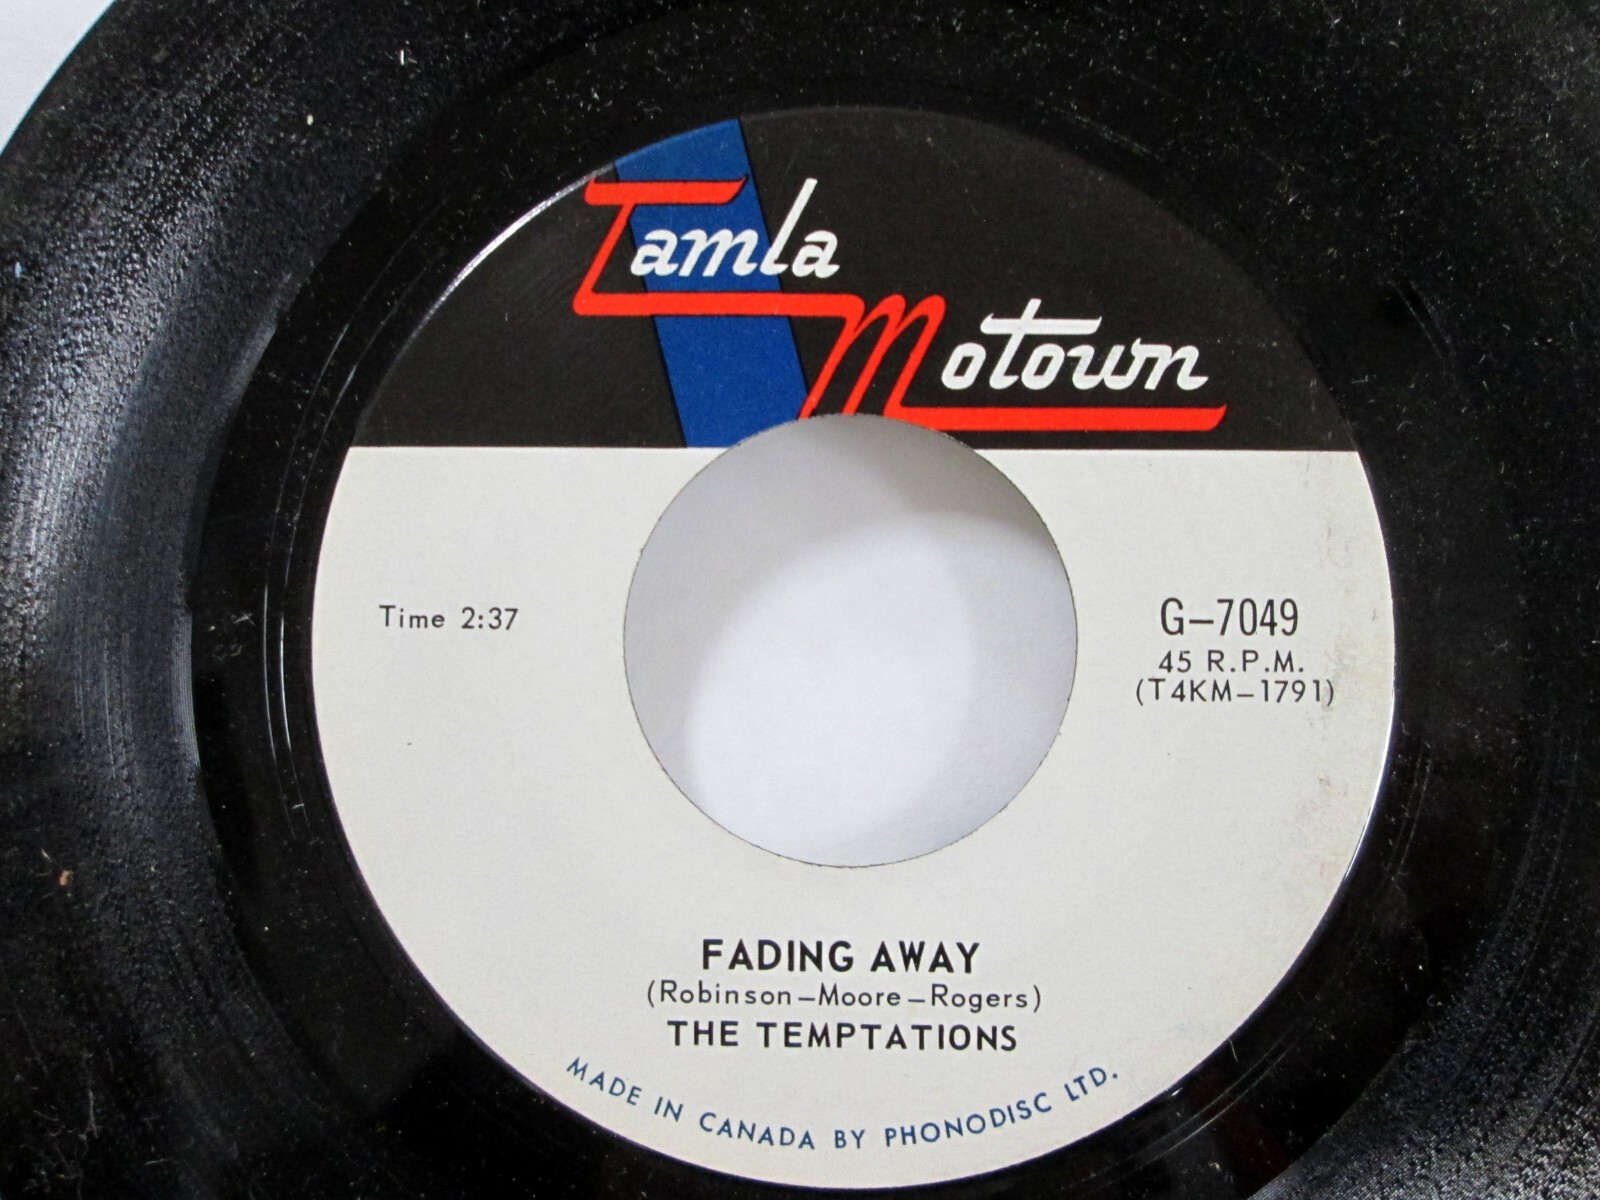 Tamla
Motown
Time 2:37
G-7049
45 R.P.M.
(T4KM-1791)
FADING AWAY
(Robinson-Moore-Rogers)
THE TEMPTATIONS
MADE IN CANADA BY PHONODISC LTD.